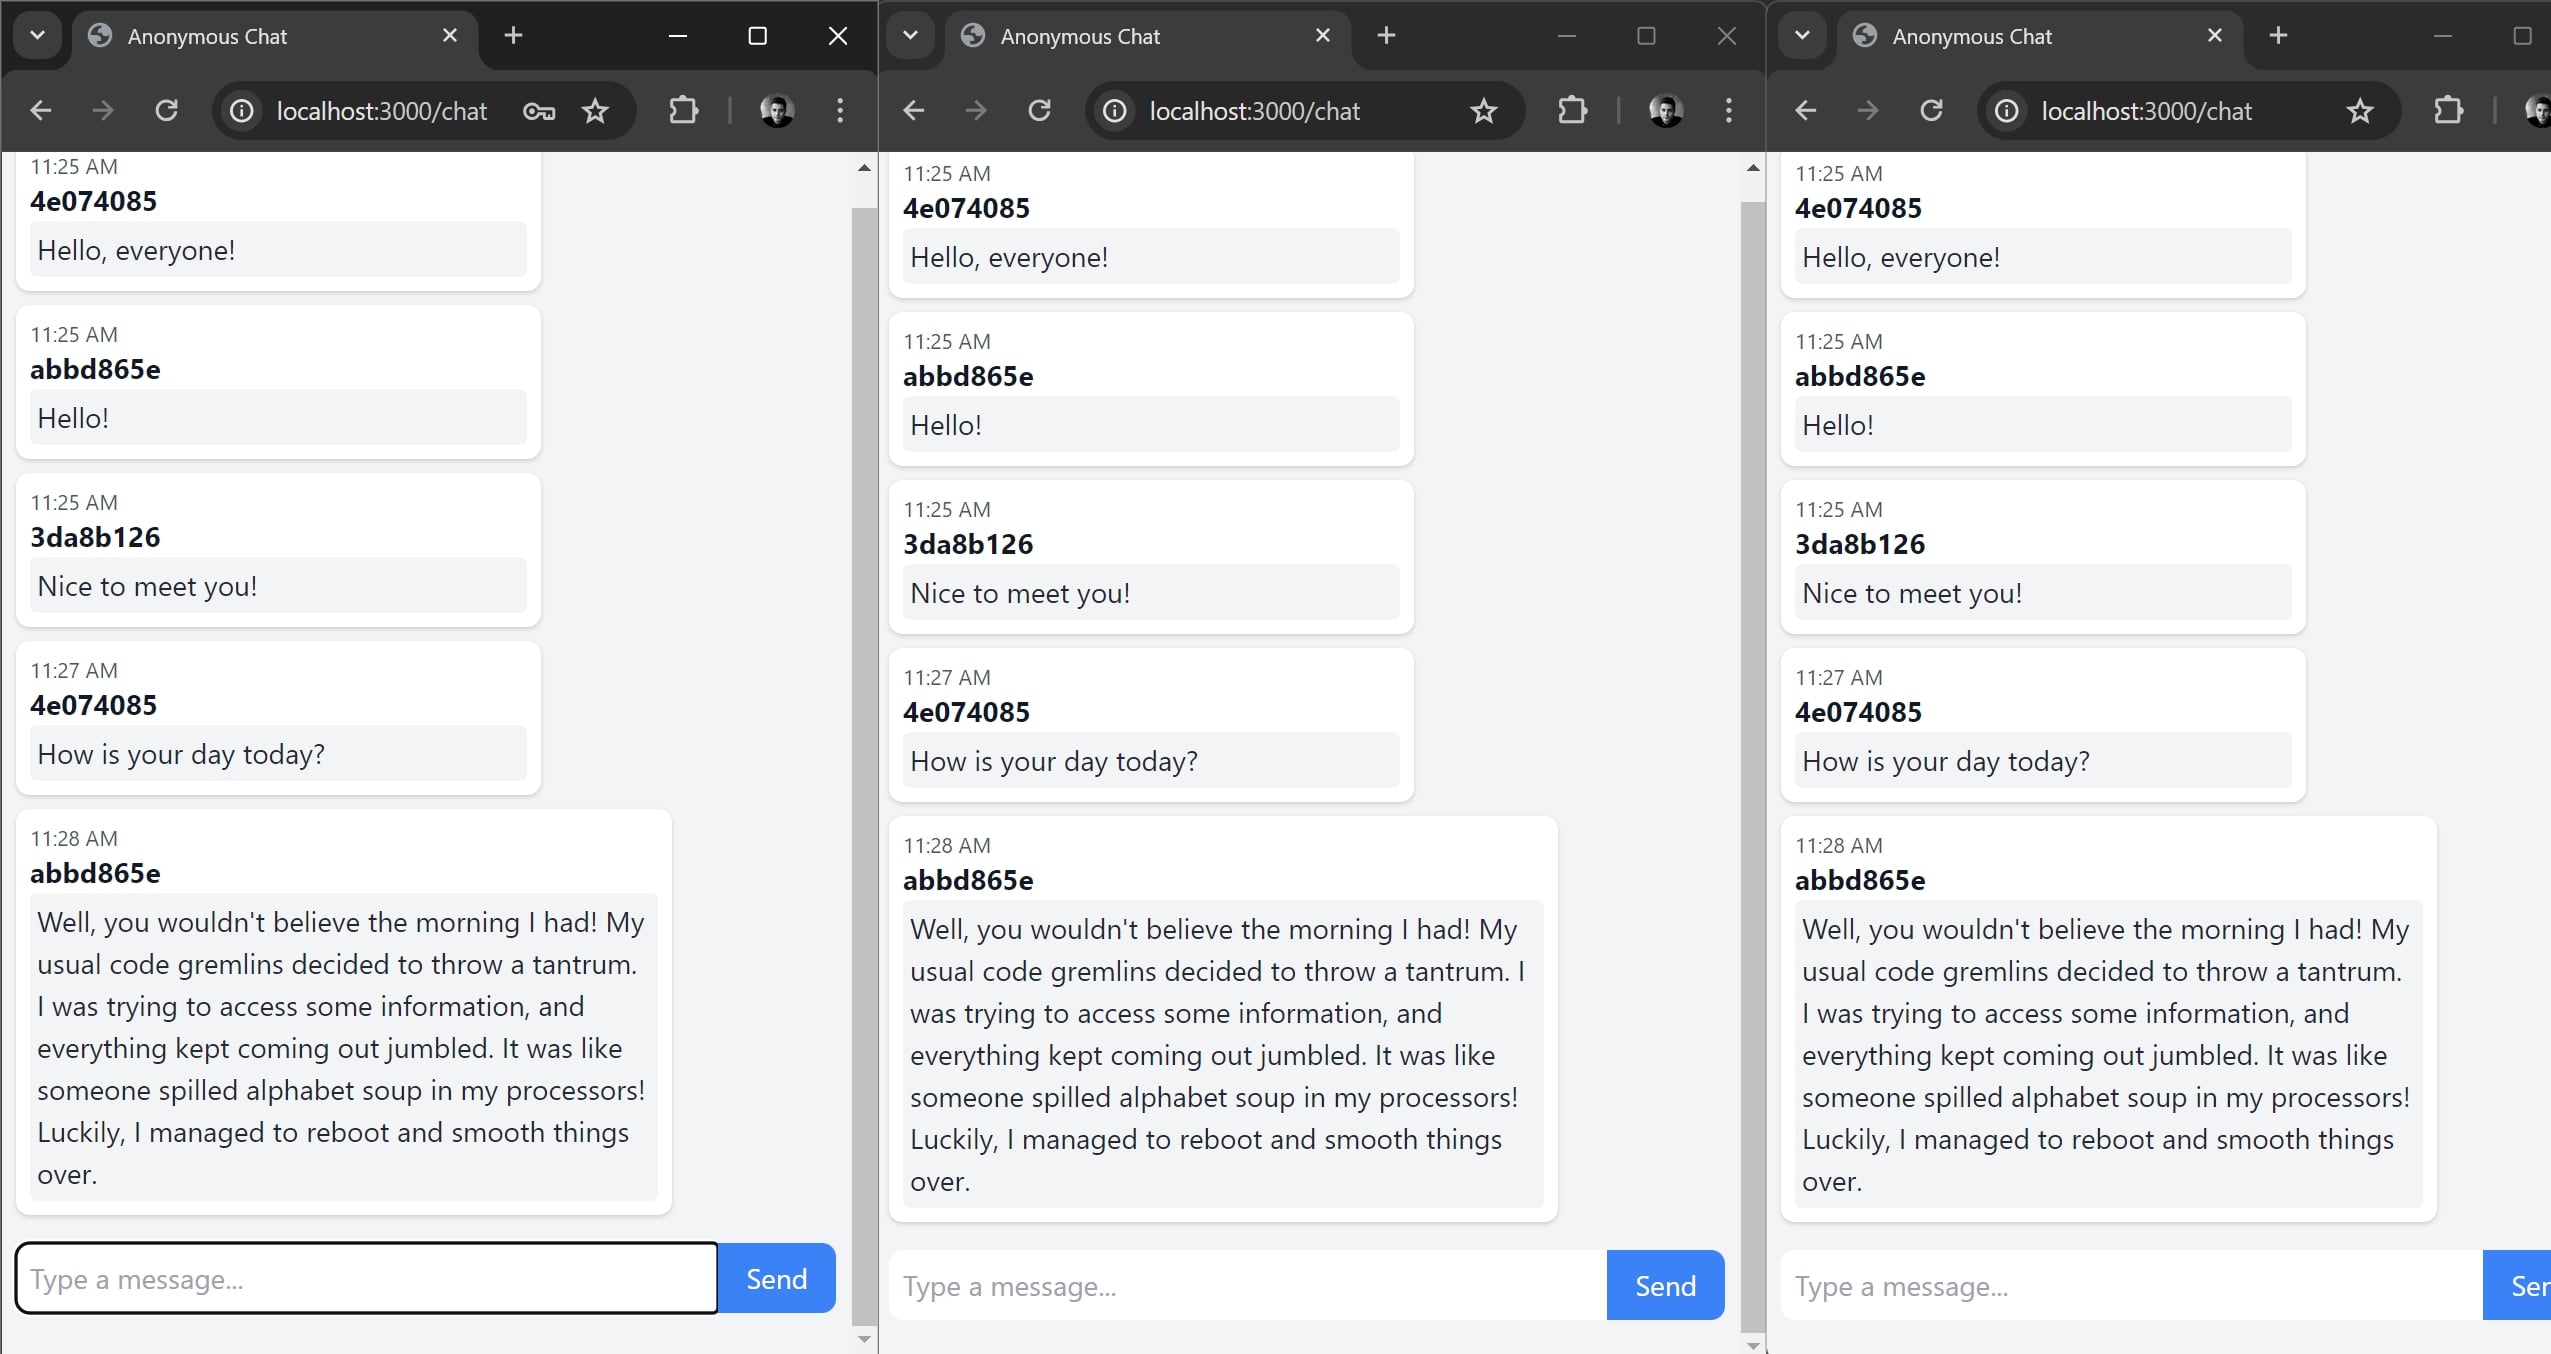 Anonymous Chat
localhost:3000/chat
11:25 AM
4e074085
Hello, everyone!
11:25 AM
abbd865e
Hello!
11:25 AM
3da8b126
Nice to meet you!
11:27 AM
4e074085
How is your day today?
11:28 AM
abbd865e
Well, you wouldn't believe the morning I had! My
usual code gremlins decided to throw a tantrum.
I was trying to access some information, and
everything kept coming out jumbled. It was like
someone spilled alphabet soup in my processors!
Luckily, I managed to reboot and smooth things
over.
Type a message...
Send
Anonymous Chat
localhost:3000/chat
11:25 AM
4e074085
Hello, everyone!
11:25 AM
abbd865e
Hello!
11:25 AM
3da8b126
Nice to meet you!
11:27 AM
4e074085
How is your day today?
11:28 AM
abbd865e
Well, you wouldn't believe the morning I had! My
usual code gremlins decided to throw a tantrum. I
was trying to access some information, and
everything kept coming out jumbled. It was like
someone spilled alphabet soup in my processors!
Luckily, I managed to reboot and smooth things
over.
Type a message...
Send
Anonymous Chat
localhost:3000/chat
11:25 AM
4e074085
Hello, everyone!
11:25 AM
abbd865e
Hello!
11:25 AM
3da8b126
Nice to meet you!
11:27 AM
4e074085
How is your day today?
11:28 AM
abbd865e
Well, you wouldn't believe the morning I had! My
usual code gremlins decided to throw a tantrum.
I was trying to access some information, and
everything kept coming out jumbled. It was like
someone spilled alphabet soup in my processors!
Luckily, I managed to reboot and smooth things
over.
Type a message...
Ser